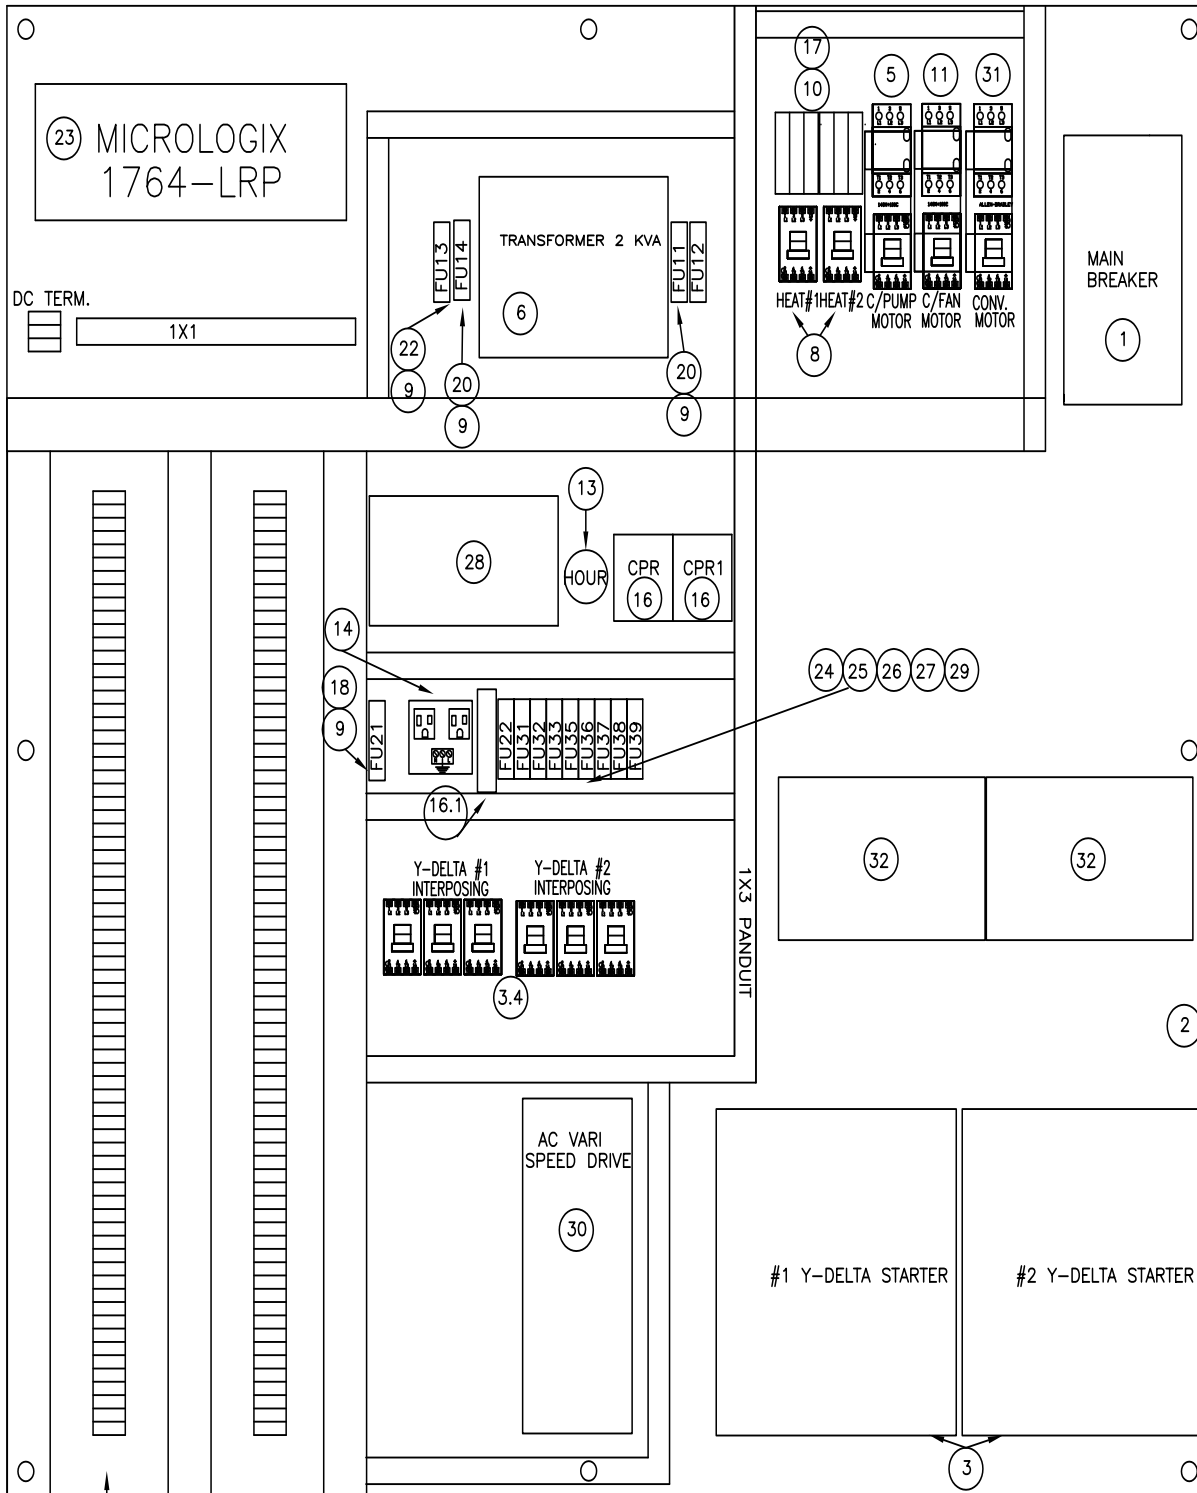 17
5
11
31
10
23
MICROLOGIX
1764-LRP
FU13
FU14
TRANSFORMER 2 KVA
6
FU11
FU12
HEAT#1
HEAT#2
C/PUMP
MOTOR
C/FAN
MOTOR
CONV.
MOTOR
8
MAIN
BREAKER
1
DC TERM.
1X1
22
9
20
9
20
9
13
28
HOUR
CPR
16
CPR1
16
14
18
9
24
25
26
27
29
FU21
FU22
FU31
FU32
FU33
FU35
FU36
FU37
FU38
FU39
16.1
32
32
Y-DELTA #1
INTERPOSING
Y-DELTA #2
INTERPOSING
3.4
1X3 PANDUIT
2
AC VARI
SPEED DRIVE
30
#1 Y-DELTA STARTER
#2 Y-DELTA STARTER
3